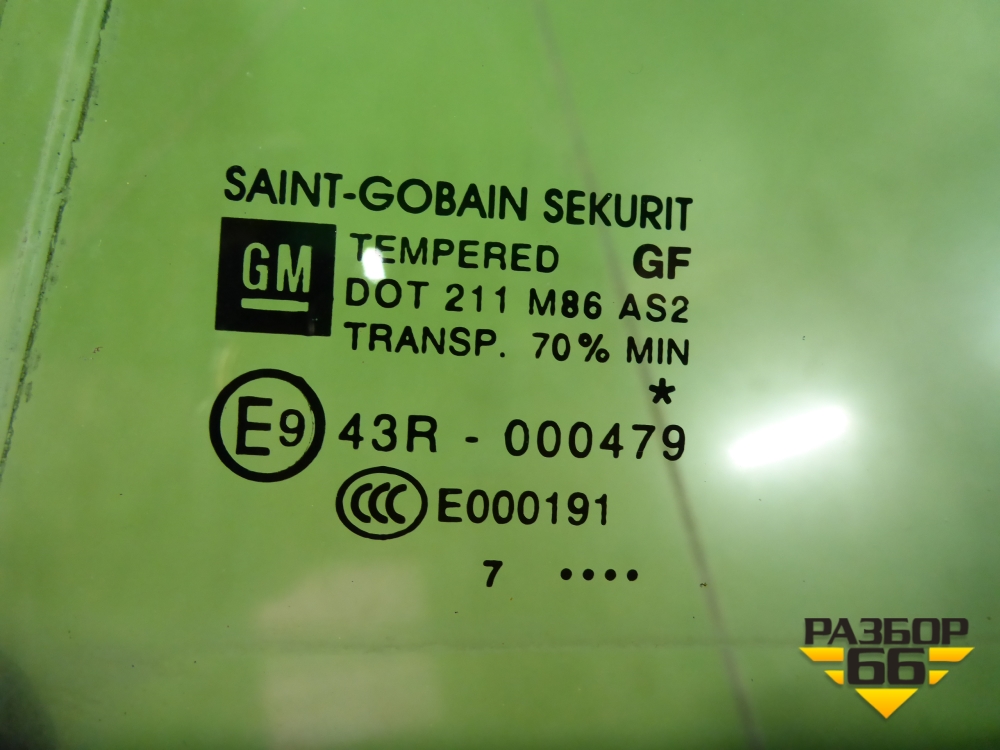 SAINT-GOBAIN SEKURIT
GM
TEMPERED GF
DOT 211 M86 AS2
TRANSP. 70% MIN
*
E9 43R - 000479
CCC E000191
7 ••••
РАЗБОР
66